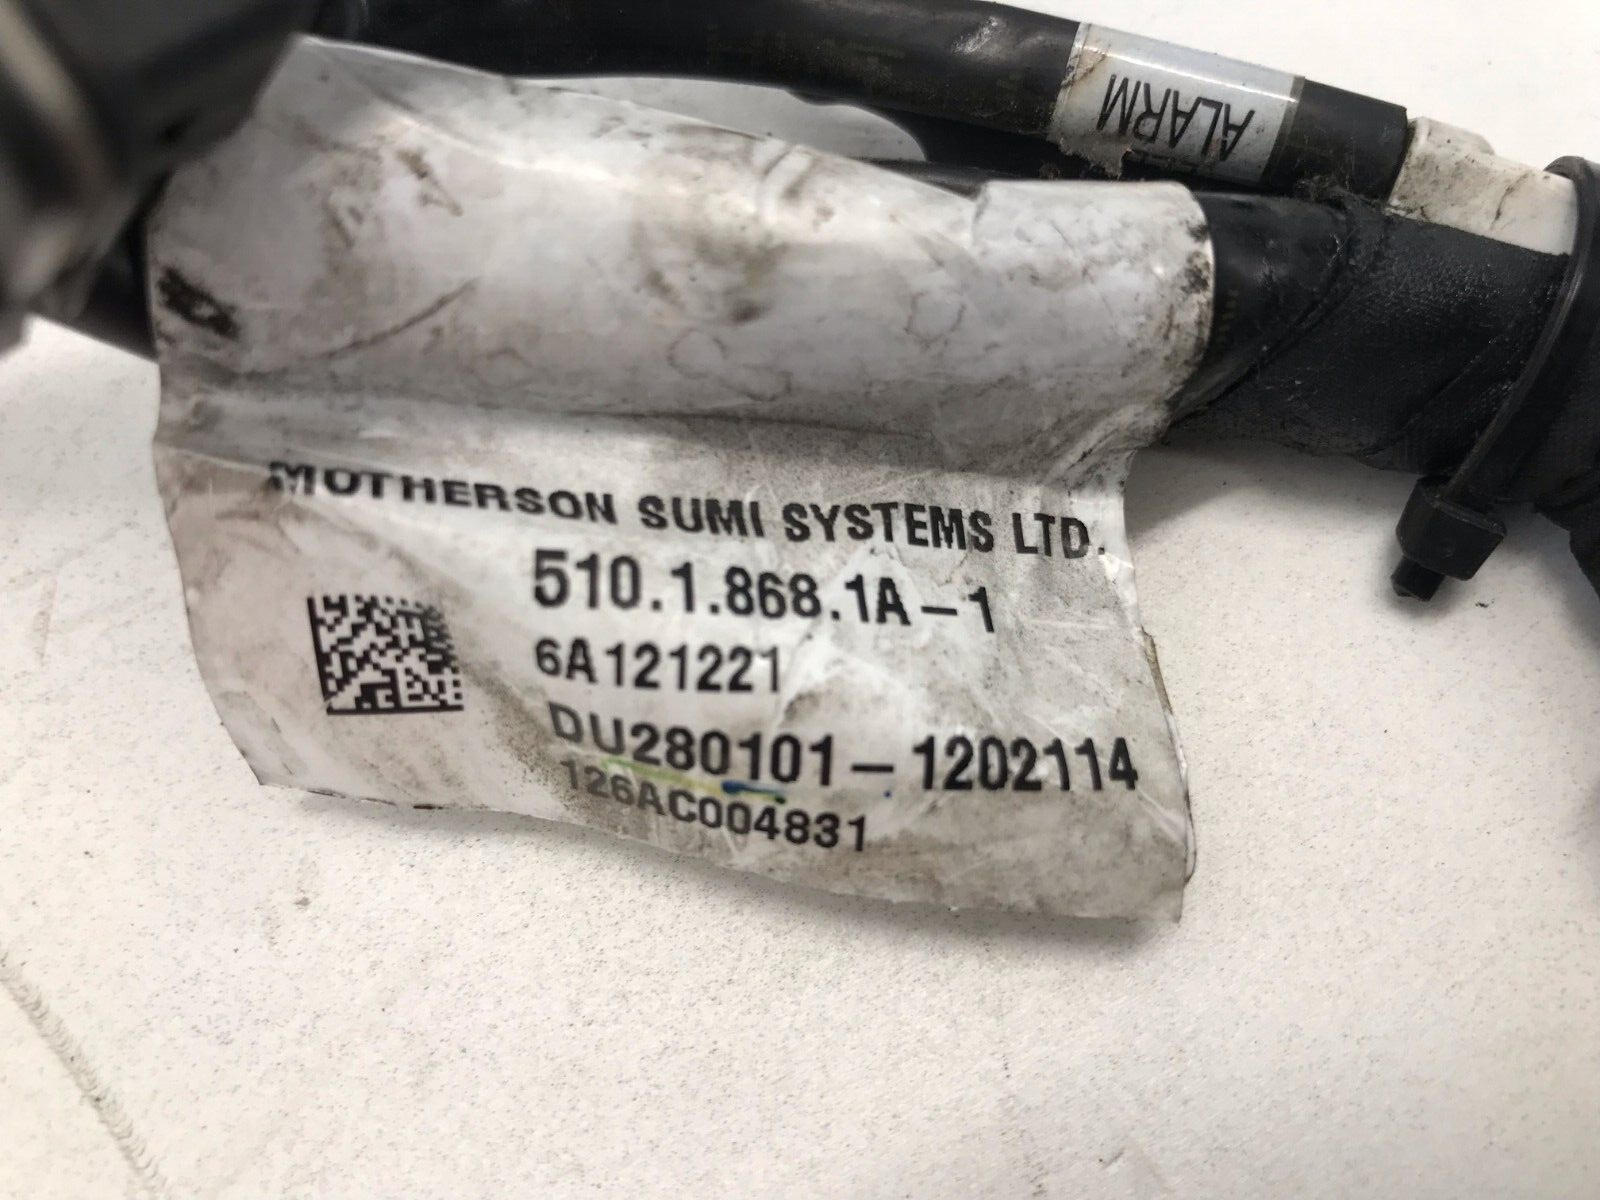 ALARM
MOTHERSON SUMI SYSTEMS LTD.
510.1.868.1A-1
6A121221
DU280101-1202114
126AC004831